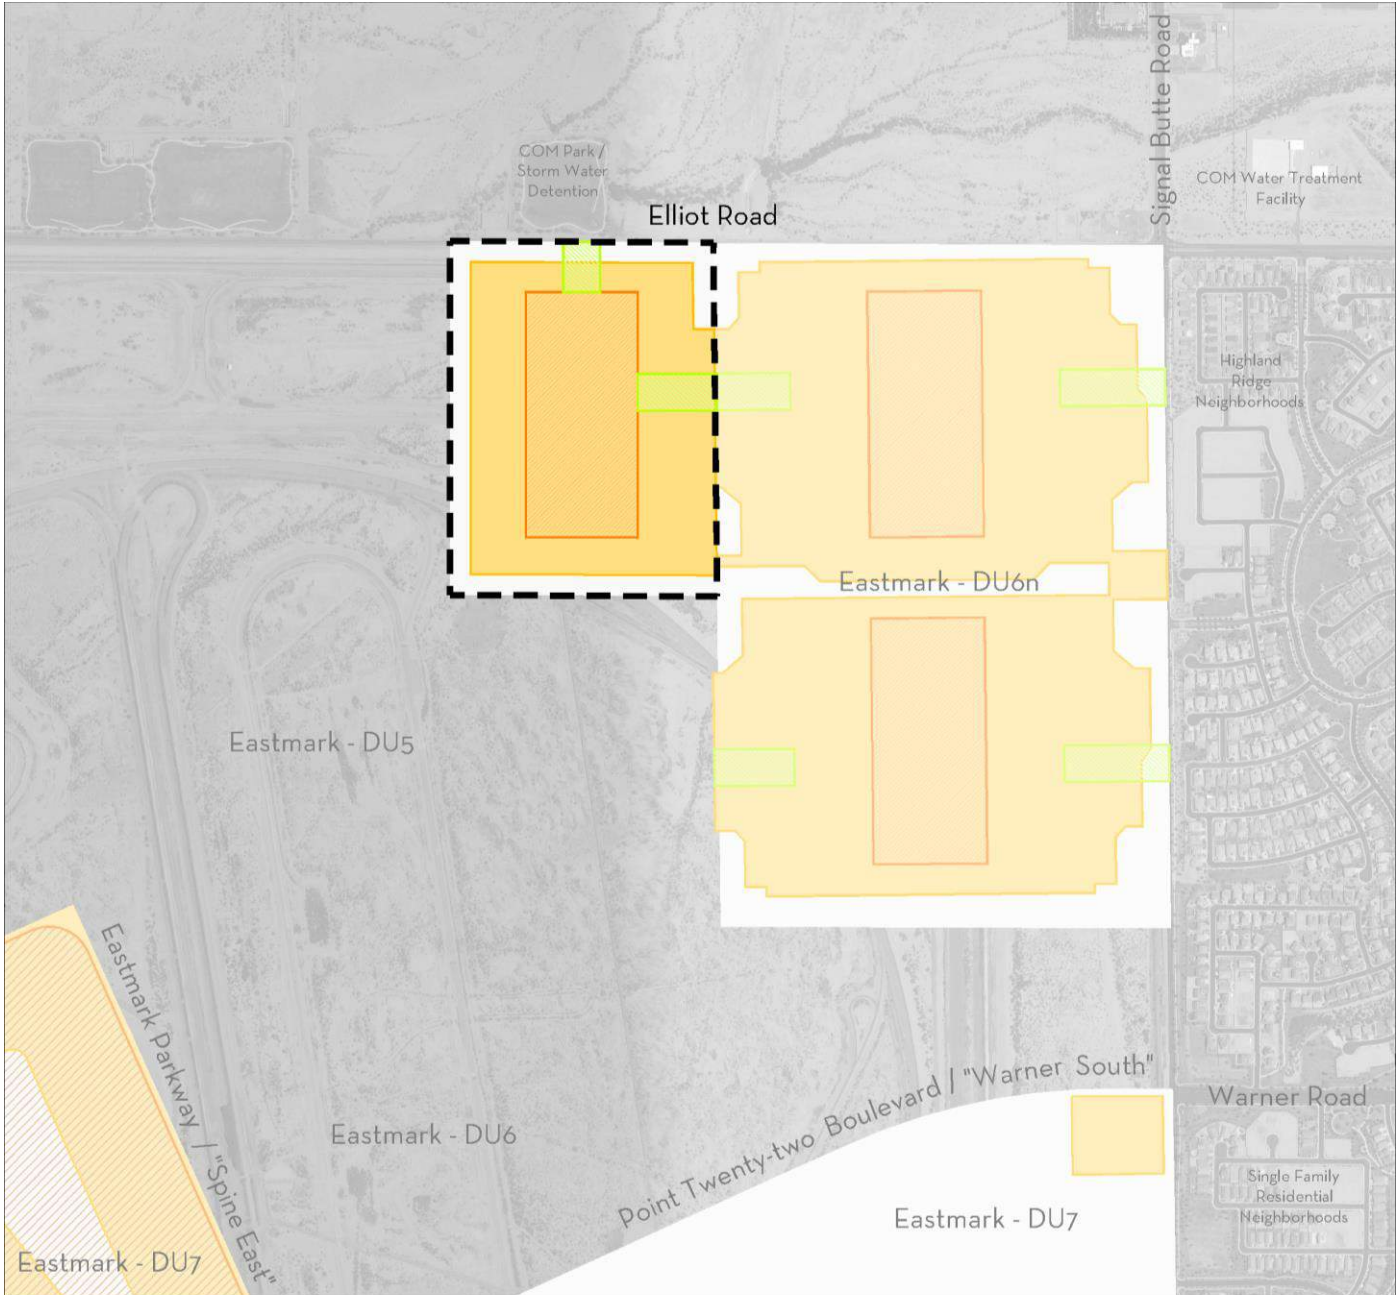 Signal Butte Road
COM Park /
Storm Water
Detention
COM Water Treatment
Facility
Elliot Road
Highland
Ridge
Neighborhoods
Eastmark - DU6n
Eastmark - DU5
Eastmark Parkway / "Spine East"
Point Twenty-two Boulevard / "Warner South"
Warner Road
Eastmark - DU6
Single Family
Residential
Neighborhoods
Eastmark - DU7
Eastmark - DU7